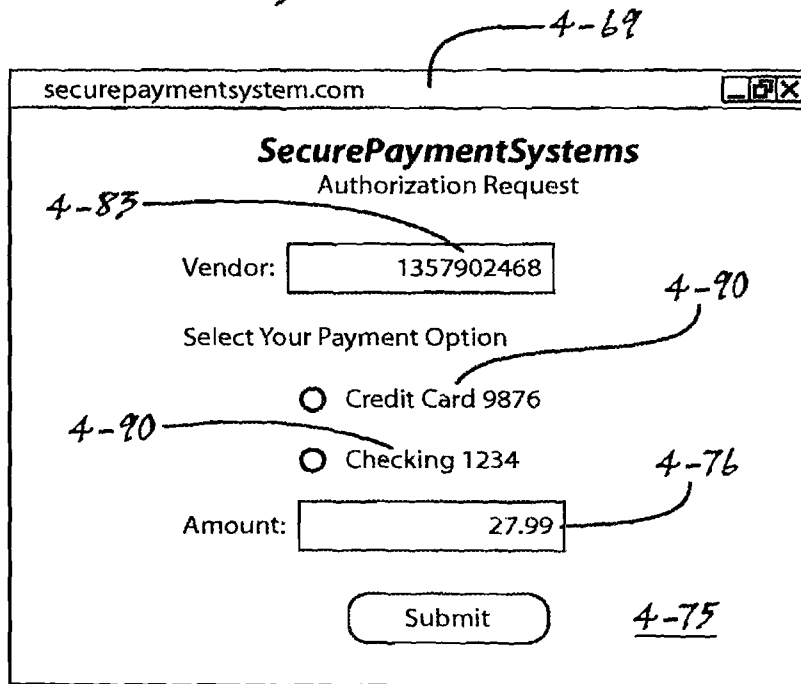 4-69
securepaymentsystem.com
SecurePaymentSystems
Authorization Request
4-83
Vendor: 1357902468
4-90
Select Your Payment Option
Credit Card 9876
4-90
Checking 1234
4-76
Amount: 27.99
Submit
4-75